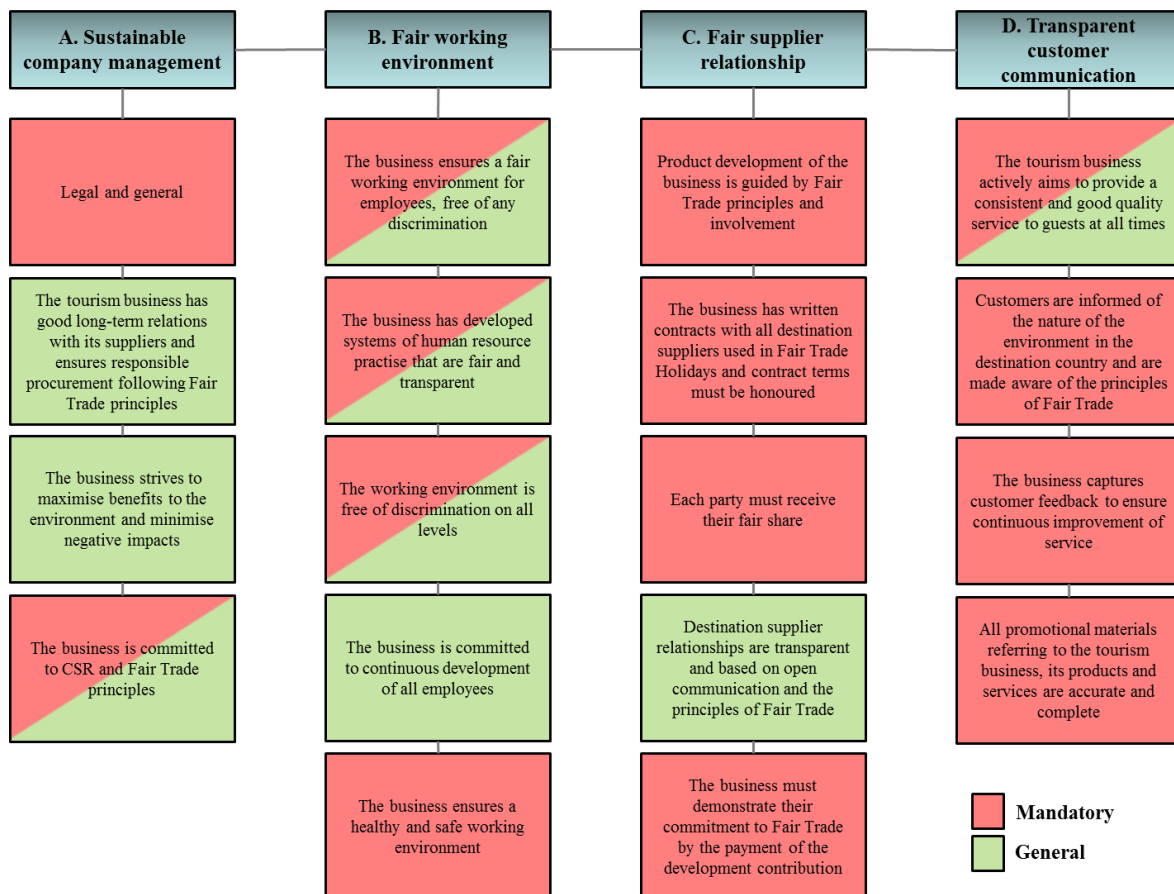 A. Sustainable
company management
B. Fair working
environment
C. Fair supplier
relationship
D. Transparent
customer
communication
Legal and general
The tourism business has
good long-term relations
with its suppliers and
ensures responsible
procurement following Fair
Trade principles
The business strives to
maximise benefits to the
environment and minimise
negative impacts
The business is committed
to CSR and Fair Trade
principles
The business ensures a fair
working environment for
employees, free of any
discrimination
The business has developed
systems of human resource
practise that are fair and
transparent
The working environment is
free of discrimination on all
levels
The business is committed
to continuous development
of all employees
The business ensures a
healthy and safe working
environment
Product development of the
business is guided by Fair
Trade principles and
involvement
The business has written
contracts with all destination
suppliers used in Fair Trade
Holidays and contract terms
must be honoured
Each party must receive
their fair share
Destination supplier
relationships are transparent
and based on open
communication and the
principles of Fair Trade
The business must
demonstrate their
commitment to Fair Trade
by the payment of the
development contribution
The tourism business
actively aims to provide a
consistent and good quality
service to guests at all times
Customers are informed of
the nature of the
environment in the
destination country and are
made aware of the principles
of Fair Trade
The business captures
customer feedback to ensure
continuous improvement of
service
All promotional materials
referring to the tourism
business, its products and
services are accurate and
complete
Mandatory
General